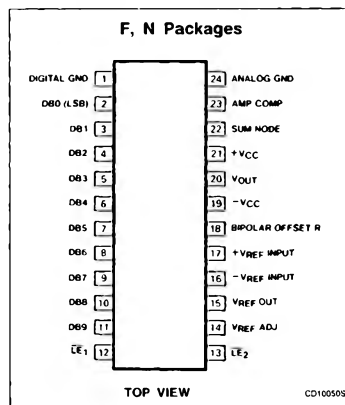 F, N Packages
DIGITAL GND 1
24 ANALOG GND
DB0 (LSB) 2
23 AMP COMP
DB1 3
22 SUM NODE
DB2 4
21 +VCC
DB3 5
20 VOUT
DB4 6
19 -VCC
DB5 7
18 BIPOLAR OFFSET R
DB6 8
17 +VREF INPUT
DB7 9
16 -VREF INPUT
DB8 10
15 VREF OUT
DB9 11
14 VREF ADJ
LE1 12
13 LE2
TOP VIEW
CD10050S